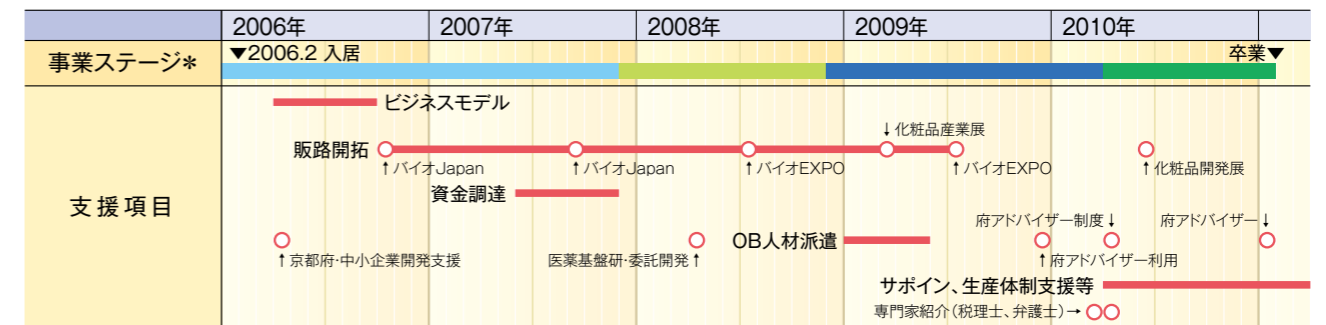 2006年 2007年 2008年 2009年 2010年
事業ステージ* ▼2006.2 入居 卒業▼
支援項目
ビジネスモデル
↓化粧品産業展
販路開拓
↑バイオJapan ↑バイオJapan ↑バイオEXPO ↑バイオEXPO ↑化粧品開発展
資金調達
府アドバイザー制度↓ 府アドバイザー↓
OB人材派遣
↑京都府・中小企業開発支援 医薬基盤研・委託開発↑ ↑府アドバイザー利用
サポイン、生産体制支援等
専門家紹介(税理士、弁護士)→